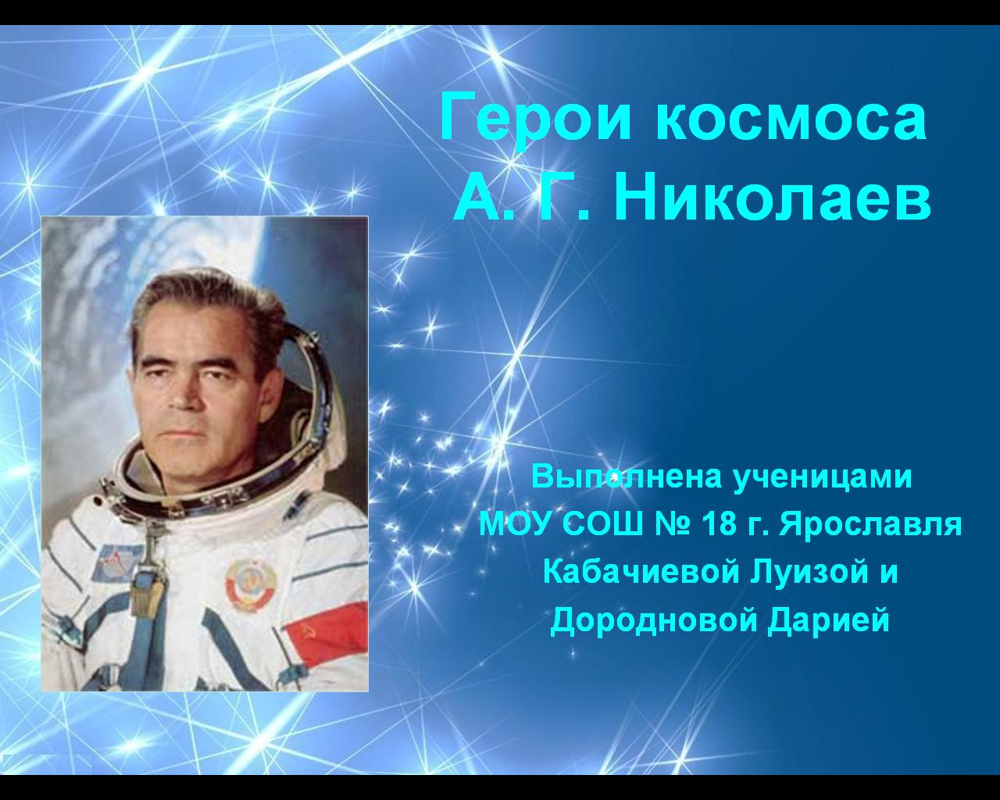 Герои космоса
А. Г. Николаев
Выполнена ученицами
МОУ СОШ № 18 г. Ярославля
Кабачиевой Луизой и
Дородновой Дарией